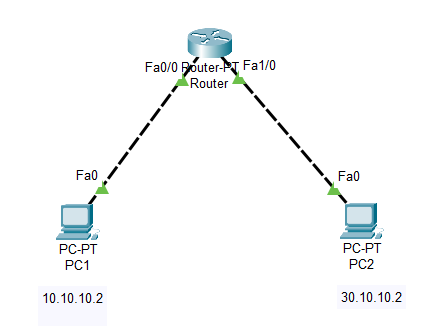 Fa0/0 Router-PT Fa1/0
Router
Fa0
Fa0
PC-PT
PC1
PC-PT
PC2
10.10.10.2
30.10.10.2